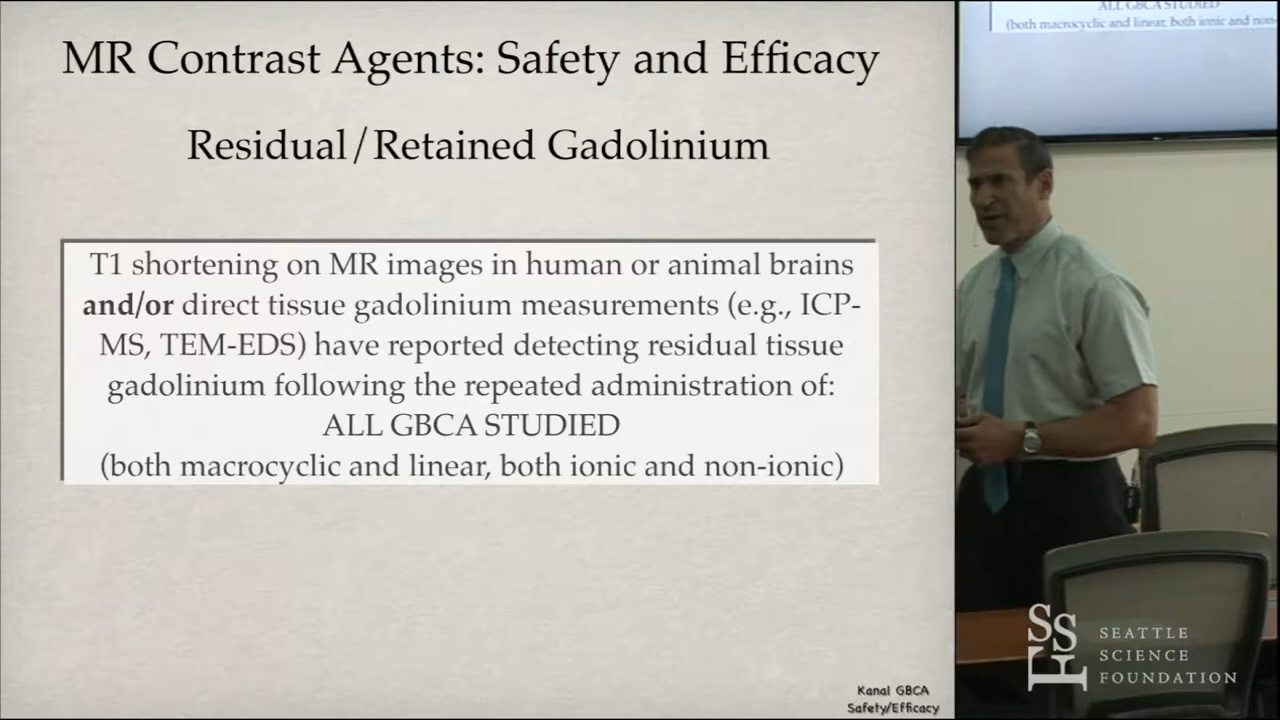 MR Contrast Agents: Safety and Efficacy
Residual/Retained Gadolinium
T1 shortening on MR images in human or animal brains
and/or direct tissue gadolinium measurements (e.g., ICP-
MS, TEM-EDS) have reported detecting residual tissue
gadolinium following the repeated administration of:
ALL GBCA STUDIED
(both macrocyclic and linear, both ionic and non-ionic)
Kanal GBCA
Safety/Efficacy
ALL GBCA STUDIED
(both macrocyclic and linear, both ionic and non-
SSF
SEATTLE
SCIENCE
FOUNDATION